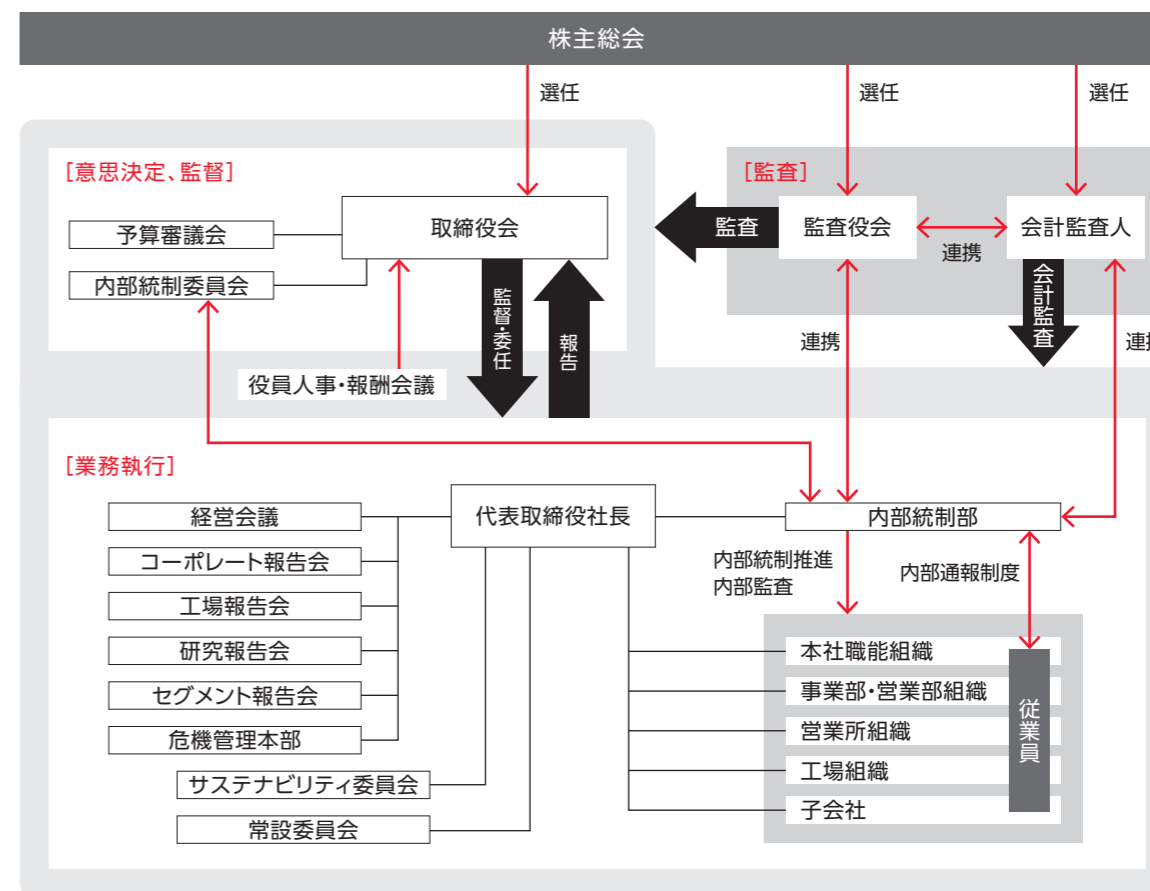 株主総会
選任
選任
選任
[意思決定、監督]
[監査]
予算審議会
取締役会
監査
監査役会
会計監査人
連携
内部統制委員会
監督・委任
報告
会計監査
連携
連携
役員人事・報酬会議
[業務執行]
経営会議
代表取締役社長
内部統制部
コーポレート報告会
内部統制推進
内部監査
内部通報制度
工場報告会
研究報告会
本社職能組織
セグメント報告会
事業部・営業部組織
従業員
危機管理本部
営業所組織
サステナビリティ委員会
工場組織
常設委員会
子会社